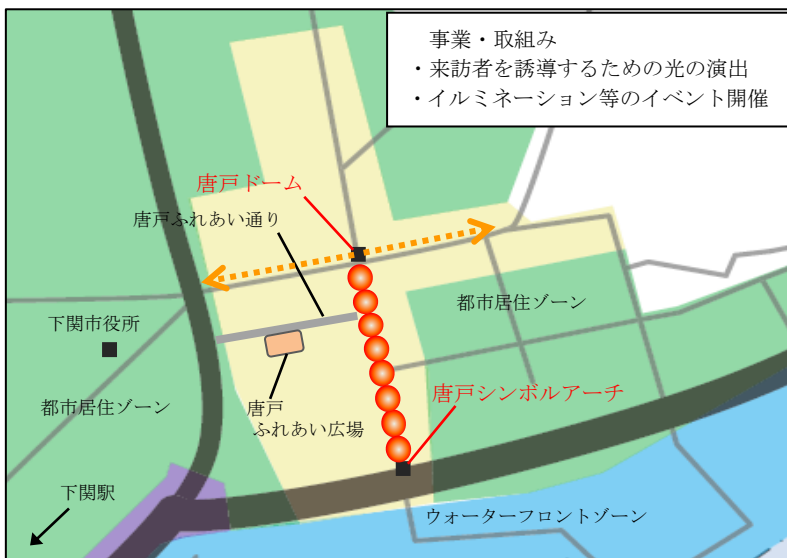 事業・取組み
・来訪者を誘導するための光の演出
・イルミネーション等のイベント開催
唐戸ドーム
唐戸ふれあい通り
都市居住ゾーン
下関市役所
唐戸シンボルアーチ
都市居住ゾーン
唐戸
ふれあい広場
下関駅
ウォーターフロントゾーン